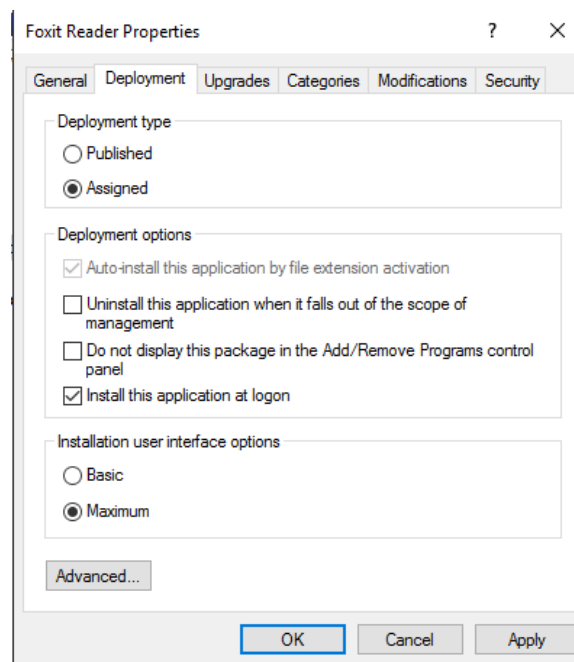 Foxit Reader Properties
General Deployment Upgrades Categories Modifications Security
Deployment type
Published
Assigned
Deployment options
Auto-install this application by file extension activation
Uninstall this application when it falls out of the scope of
management
Do not display this package in the Add/Remove Programs control
panel
Install this application at logon
Installation user interface options
Basic
Maximum
Advanced...
OK Cancel Apply